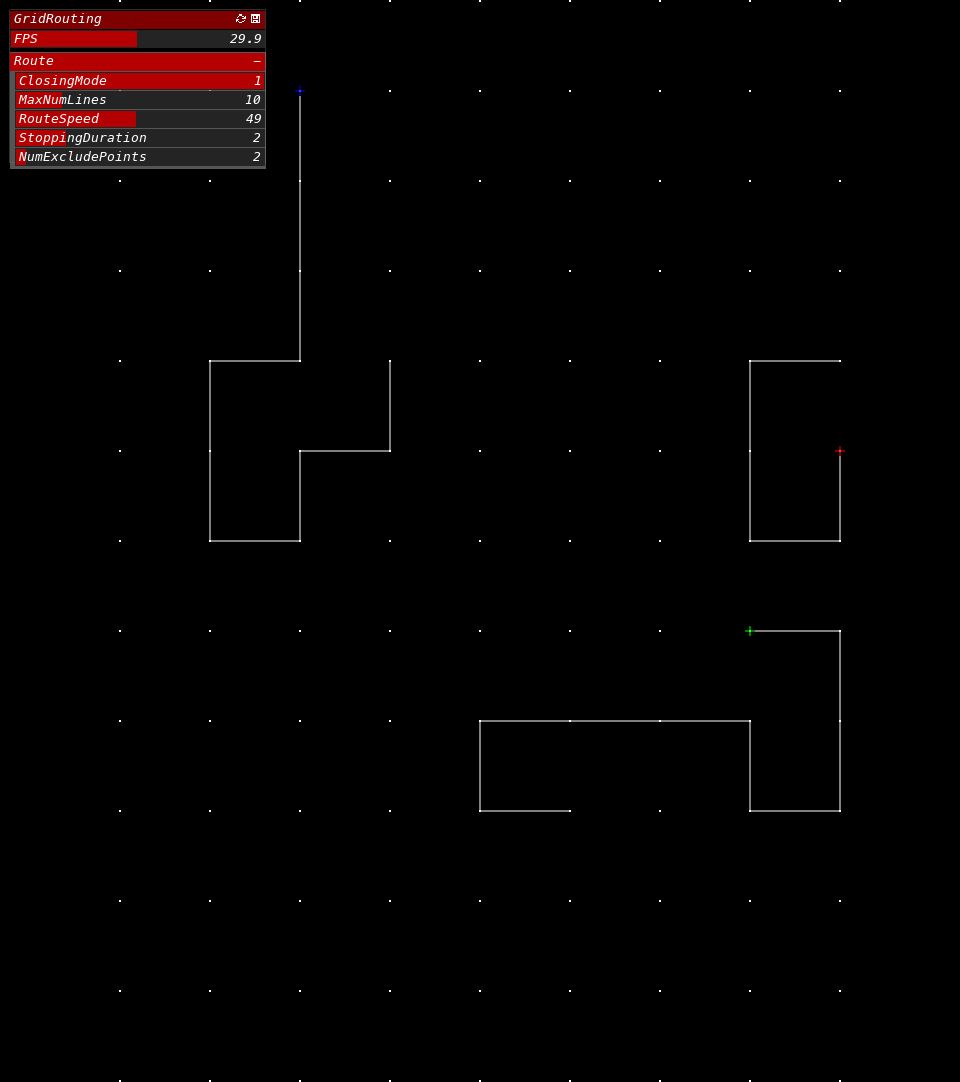 GridRouting
FPS 29.9
Route –
ClosingMode 1
MaxNumLines 10
RouteSpeed 49
StoppingDuration 2
NumExcludePoints 2